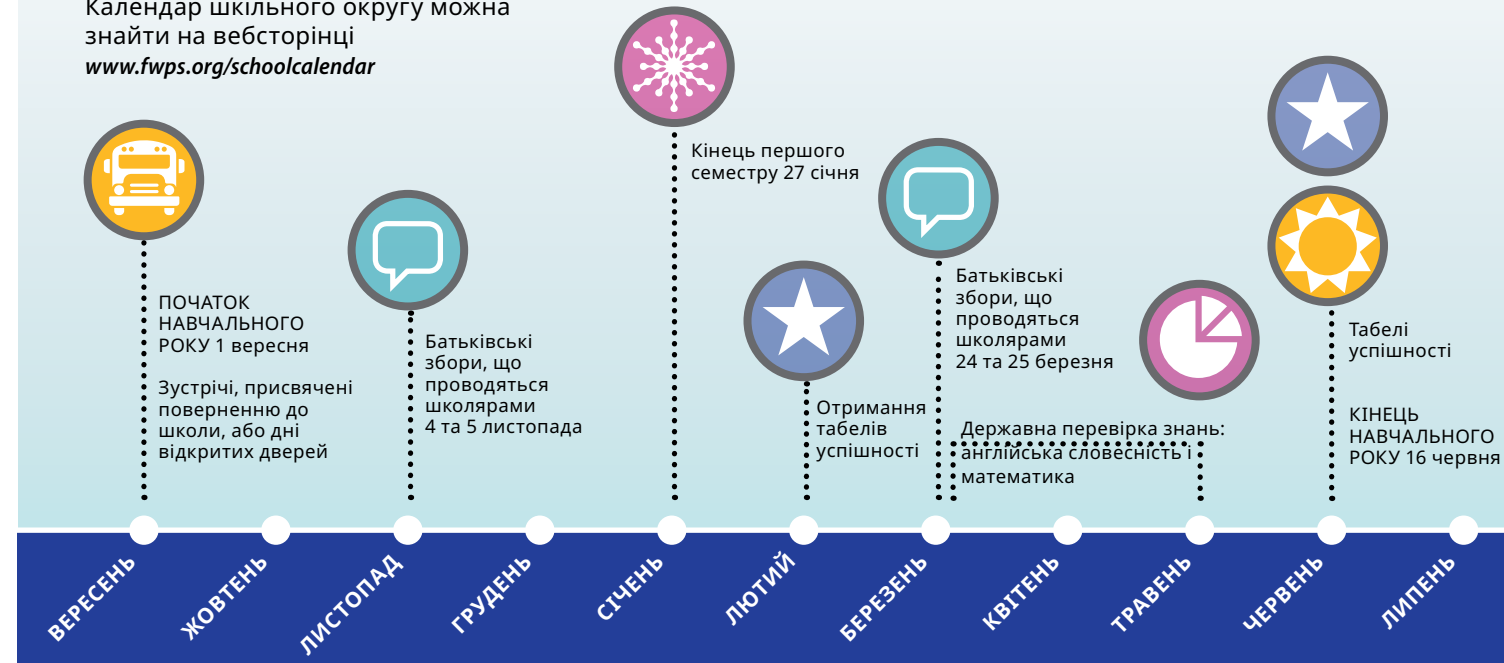 Календар шкільного округу можна
знайти на вебсторінці
www.fwps.org/schoolcalendar
ПОЧАТОК
НАВЧАЛЬНОГО
РОКУ 1 вересня
Зустрічі, присвячені
поверненню до
школи, або дні
відкритих дверей
Батьківські
збори, що
проводяться
школярами
4 та 5 листопада
Кінець першого
семестру 27 січня
Отримання
табелів
успішності
Батьківські
збори, що
проводяться
школярами
24 та 25 березня
Державна перевірка знань:
англійська словесність і
математика
Табелі
успішності
КІНЕЦЬ
НАВЧАЛЬНОГО
РОКУ 16 червня
ВЕРЕСЕНЬ
ЖОВТЕНЬ
ЛИСТОПАД
ГРУДЕНЬ
СІЧЕНЬ
ЛЮТИЙ
БЕРЕЗЕНЬ
КВІТЕНЬ
ТРАВЕНЬ
ЧЕРВЕНЬ
ЛИПЕНЬ